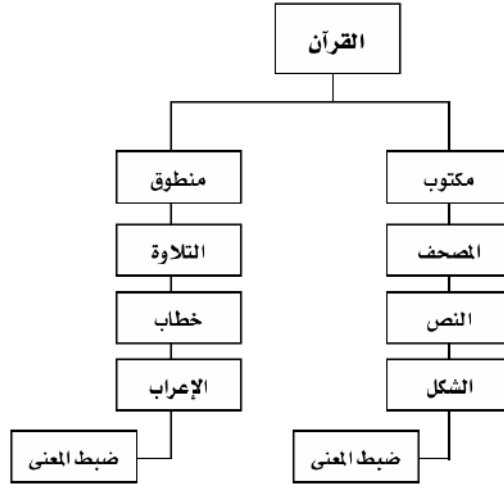 القرآن
مكتوب
منطوق
المصحف
التلاوة
النص
خطاب
الشكل
الإعراب
ضبط المعنى
ضبط المعنى